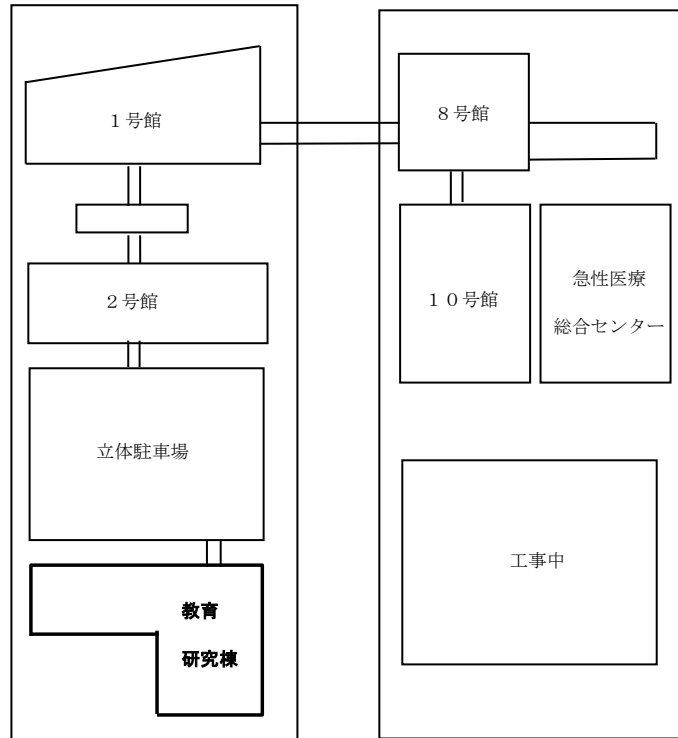 １号館
８号館
２号館
１０号館
急性医療
総合センター
立体駐車場
工事中
教育
研究棟